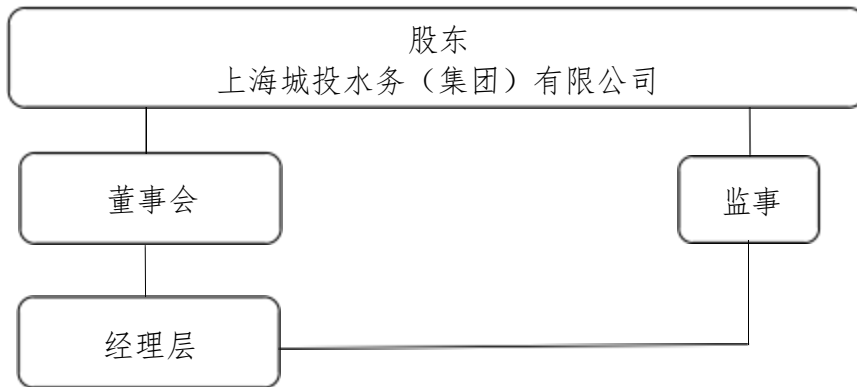 股东
上海城投水务（集团）有限公司
董事会
监事
经理层